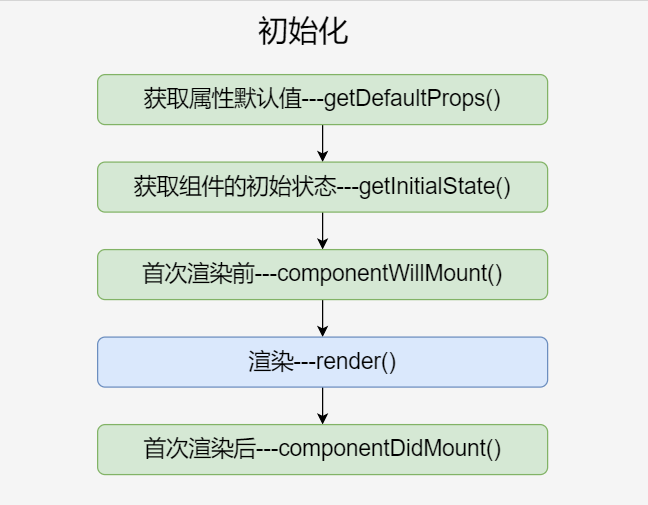 初始化
获取属性默认值---getDefaultProps()
获取组件的初始状态---getInitialState()
首次渲染前---componentWillMount()
渲染---render()
首次渲染后---componentDidMount()